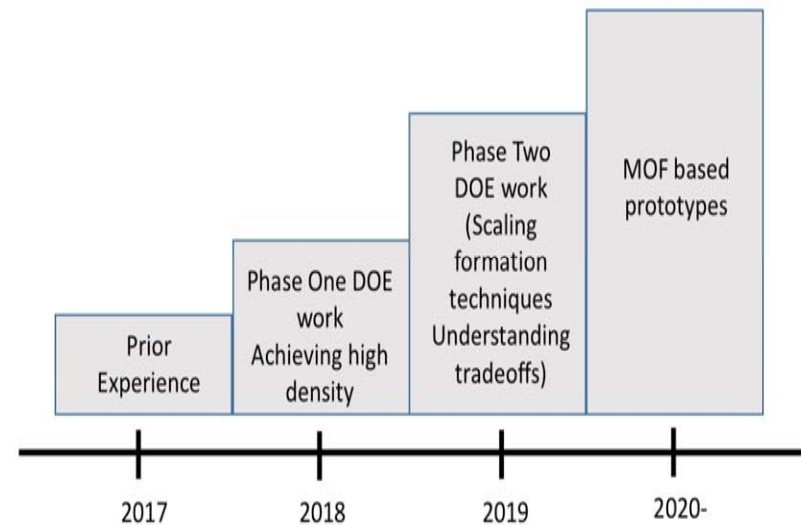 Prior
Experience
Phase One DOE
work
Achieving high
density
Phase Two
DOE work
(Scaling
formation
techniques
Understanding
tradeoffs)
MOF based
prototypes
2017
2018
2019
2020-